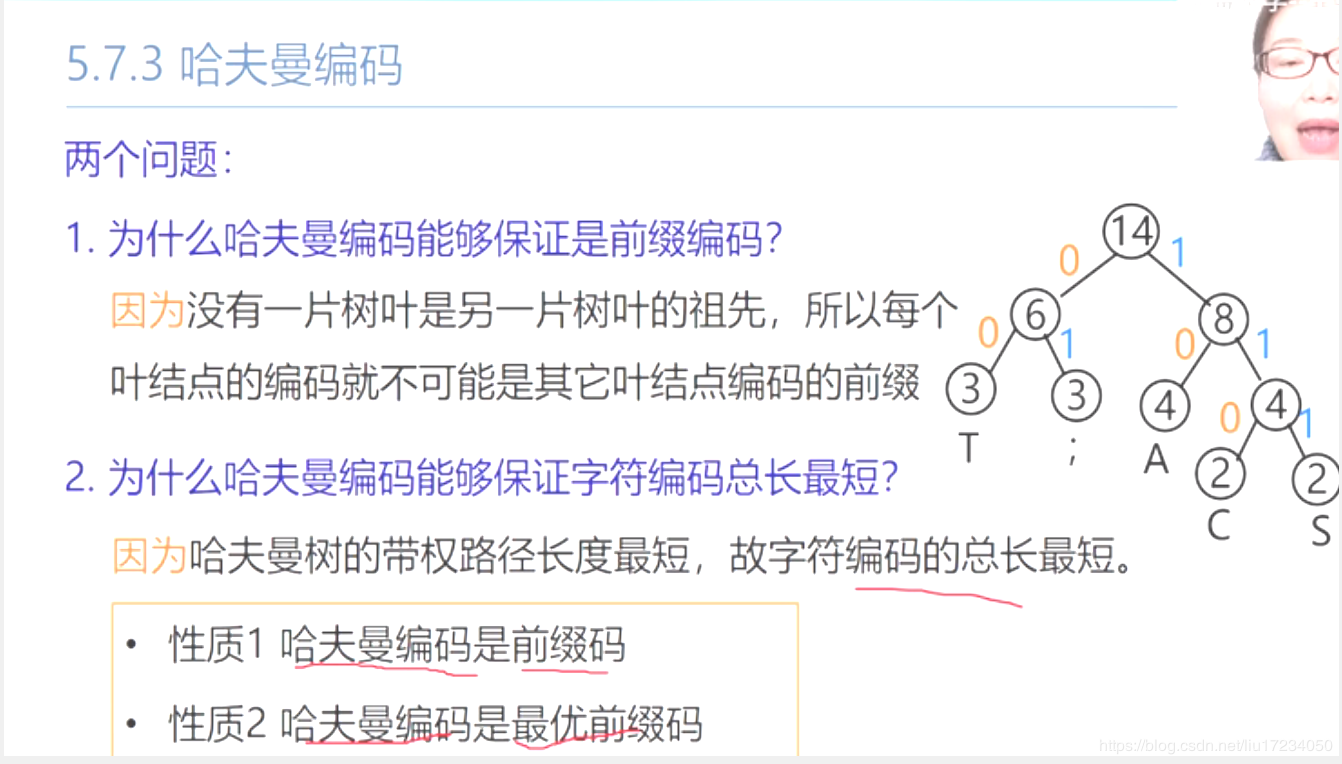 5.7.3 哈夫曼编码
两个问题：
1. 为什么哈夫曼编码能够保证是前缀编码？
因为没有一片树叶是另一片树叶的祖先，所以每个
叶结点的编码就不可能是其它叶结点编码的前缀
2. 为什么哈夫曼编码能够保证字符编码总长最短？
因为哈夫曼树的带权路径长度最短，故字符编码的总长最短。
• 性质1 哈夫曼编码是前缀码
• 性质2 哈夫曼编码是最优前缀码
14
0 1
6 8
0 1 0 1
3 3 4 4
T ; A
0 1
2 2
C S
https://blog.csdn.net/liu17234050